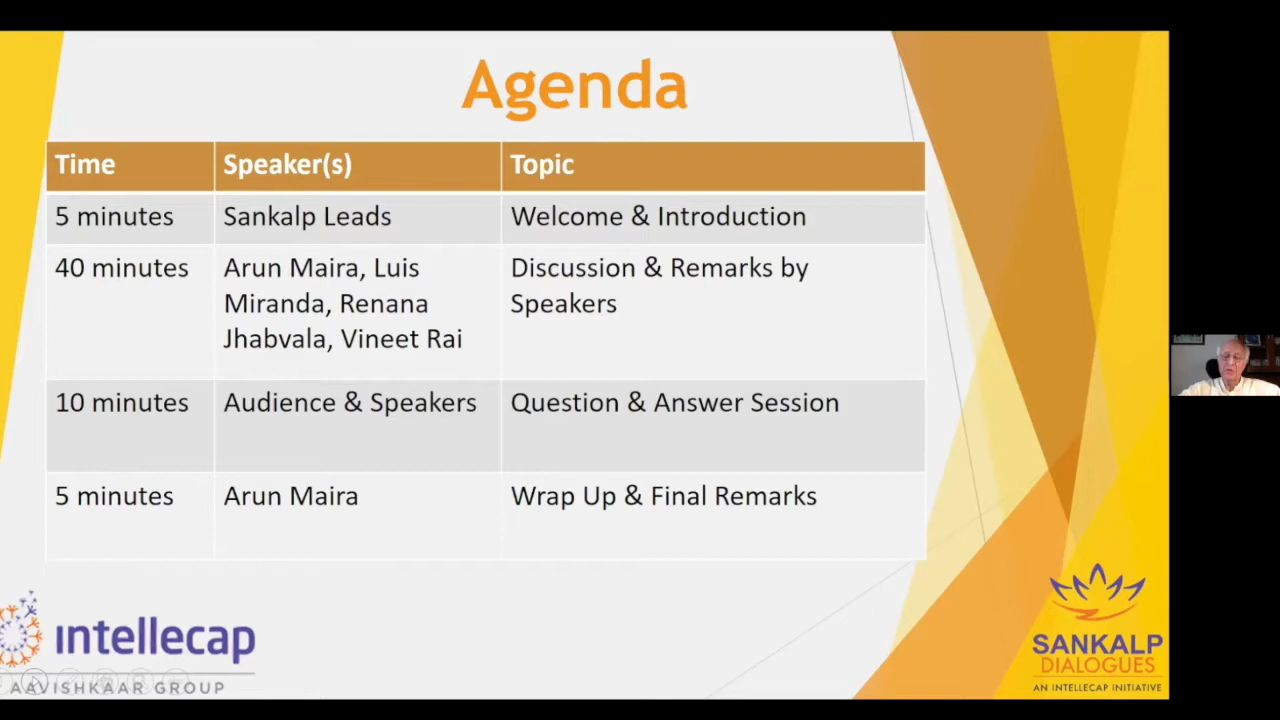 Agenda
Time Speaker(s) Topic
5 minutes Sankalp Leads Welcome & Introduction
40 minutes Arun Maira, Luis Discussion & Remarks by
Miranda, Renana Speakers
Jhabvala, Vineet Rai
10 minutes Audience & Speakers Question & Answer Session
5 minutes Arun Maira Wrap Up & Final Remarks
intellecap
AAVISHKAAR GROUP
SANKALP
DIALOGUES
AN INTELLECAP INITIATIVE